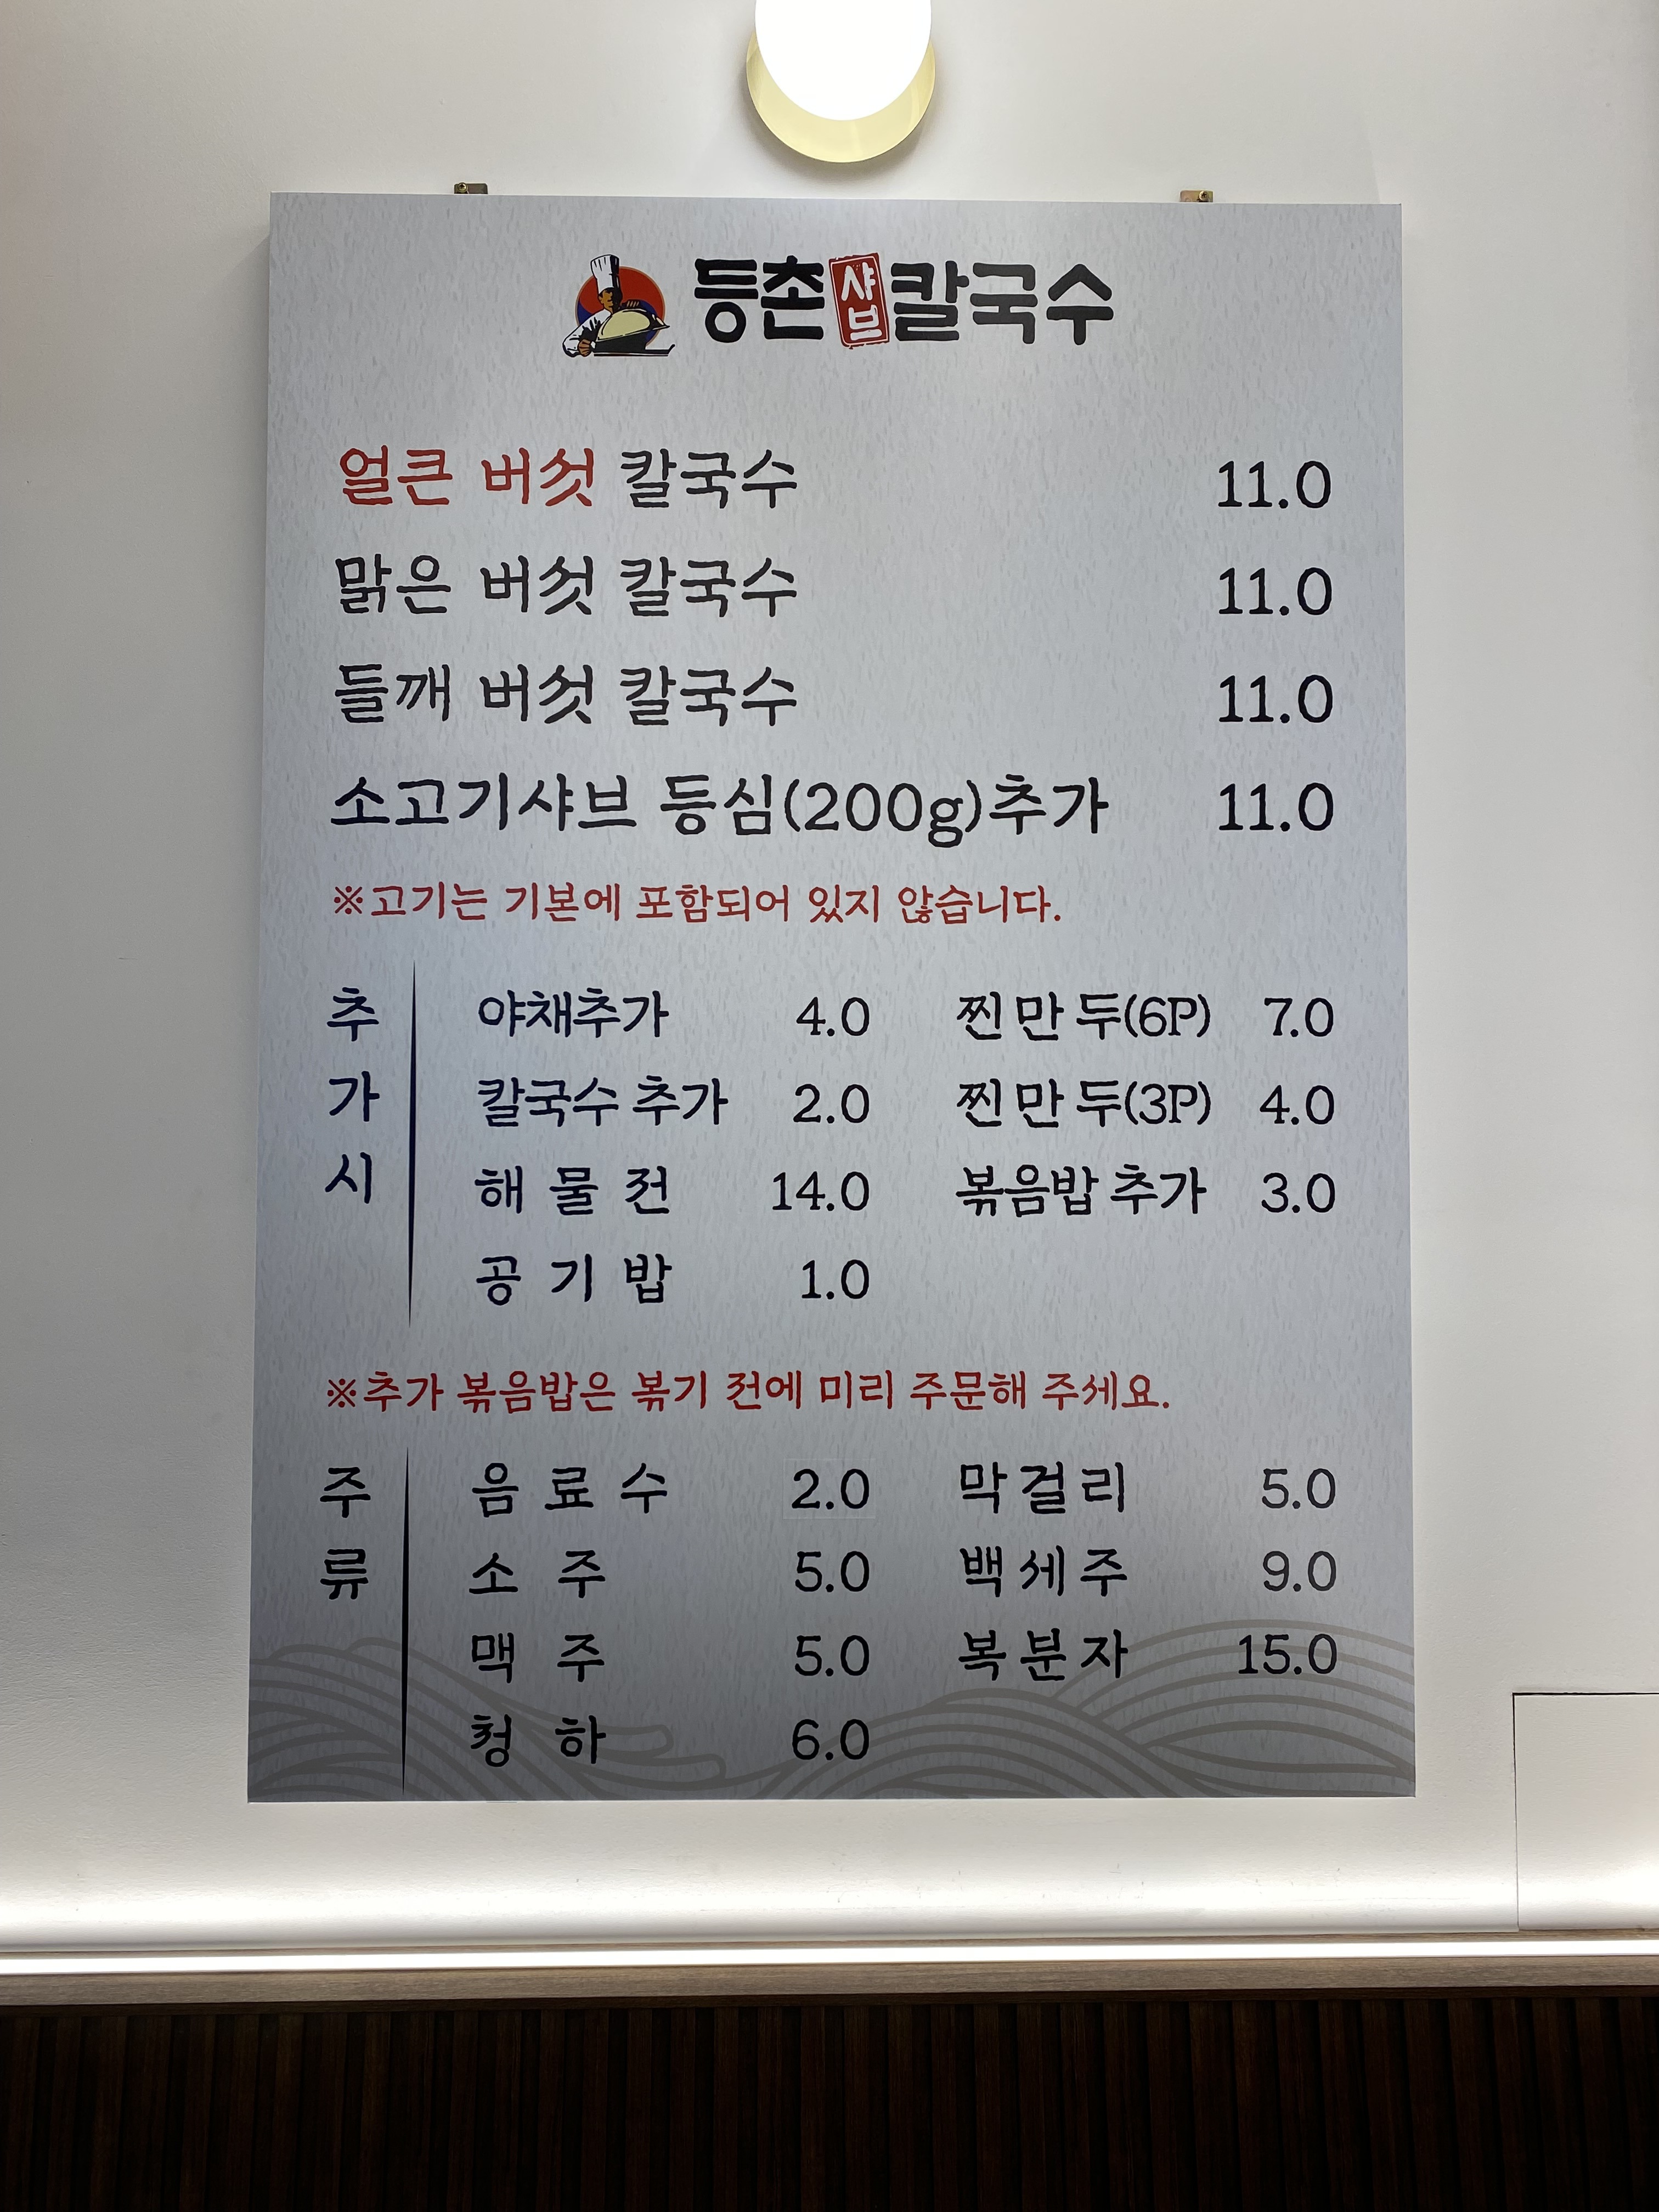 등촌샤브칼국수
얼큰 버섯 칼국수 11.0
맑은 버섯 칼국수 11.0
들깨 버섯 칼국수 11.0
소고기샤브 등심(200g)추가 11.0
※고기는 기본에 포함되어 있지 않습니다.
추가시
야채추가 4.0 찐만두(6P) 7.0
칼국수 추가 2.0 찐만두(3P) 4.0
해물전 14.0 볶음밥 추가 3.0
공기밥 1.0
※추가 볶음밥은 볶기 전에 미리 주문해 주세요.
주류
음료수 2.0 막걸리 5.0
소주 5.0 백세주 9.0
맥주 5.0 복분자 15.0
청하 6.0